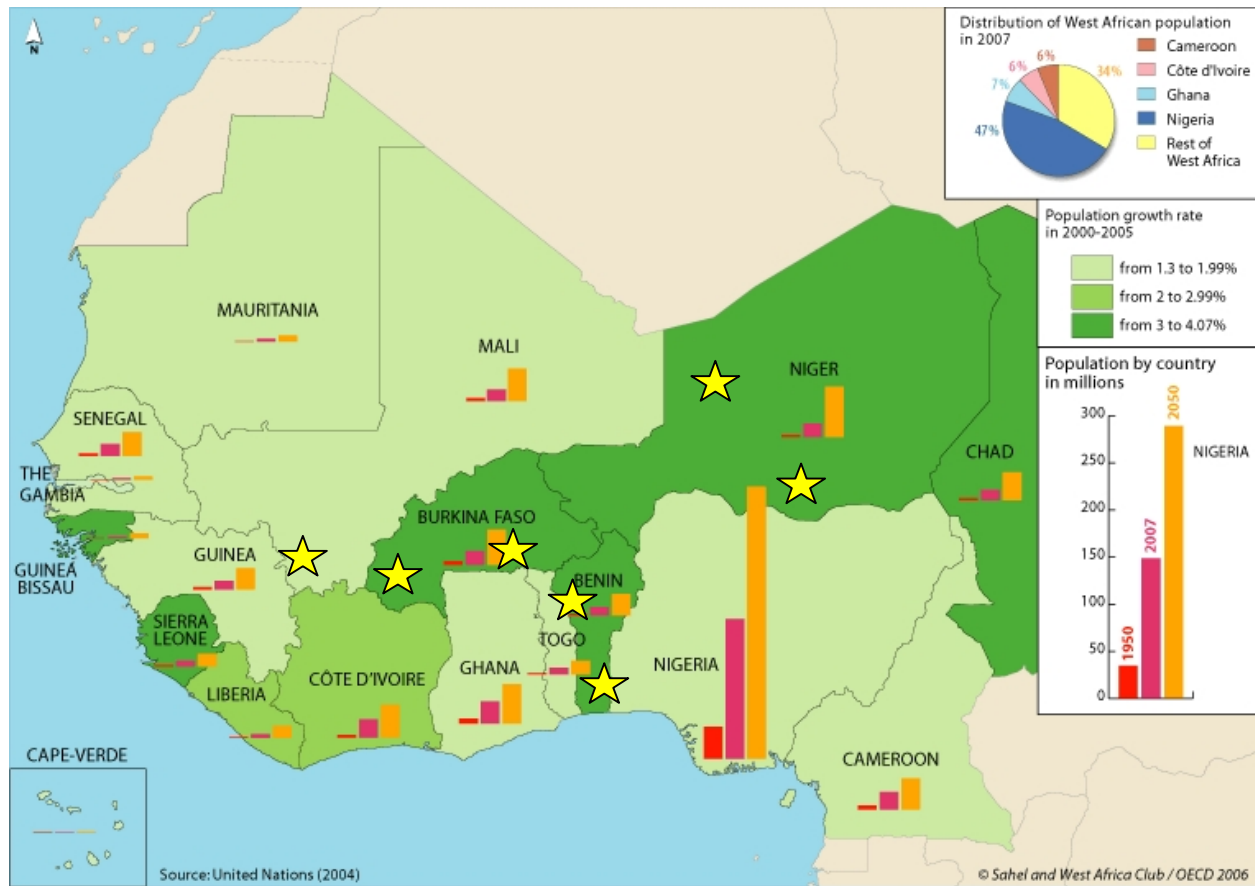 N
Distribution of West African population
in 2007
6%
6%
7%
47%
34%
Cameroon
Côte d'Ivoire
Ghana
Nigeria
Rest of
West Africa
Population growth rate
in 2000-2005
from 1.3 to 1.99%
from 2 to 2.99%
from 3 to 4.07%
Population by country
in millions
300
250
200
150
100
50
0
1950
2007
2050
NIGERIA
MAURITANIA
MALI
NIGER
CHAD
SENEGAL
THE
GAMBIA
GUINEA
BISSAU
GUINEA
SIERRA
LEONE
LIBERIA
CÔTE D'IVOIRE
BURKINA FASO
GHANA
TOGO
BENIN
NIGERIA
CAMEROON
CAPE-VERDE
Source: United Nations (2004)
© Sahel and West Africa Club / OECD 2006